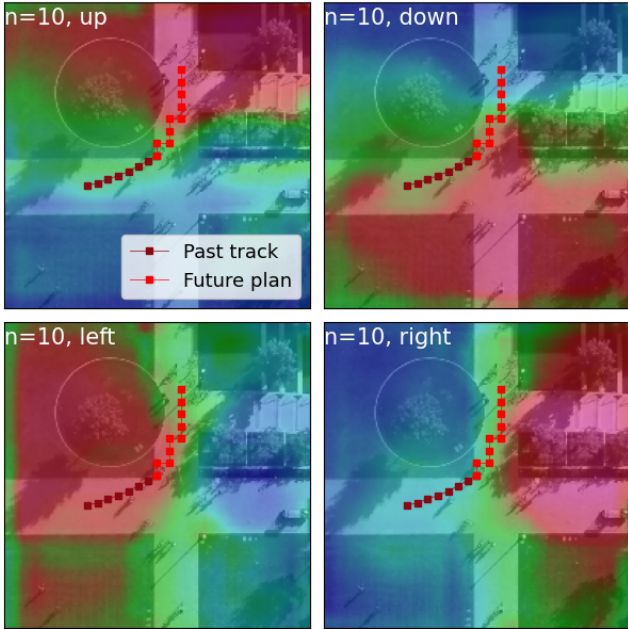 n=10, up
n=10, down
Past track
Future plan
n=10, left
n=10, right